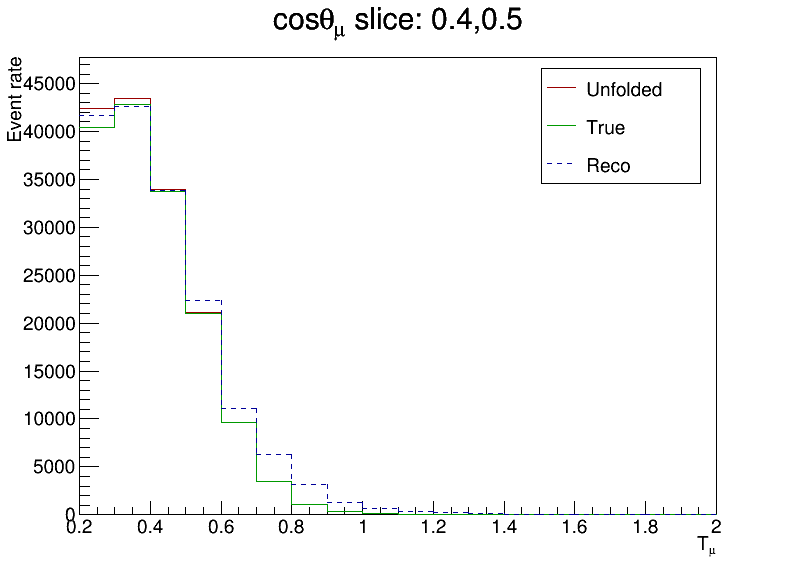 cosθμ slice: 0.4,0.5
Event rate
45000
40000
35000
30000
25000
20000
15000
10000
5000
0
0.2 0.4 0.6 0.8 1 1.2 1.4 1.6 1.8 2
Tμ
Unfolded
True
Reco